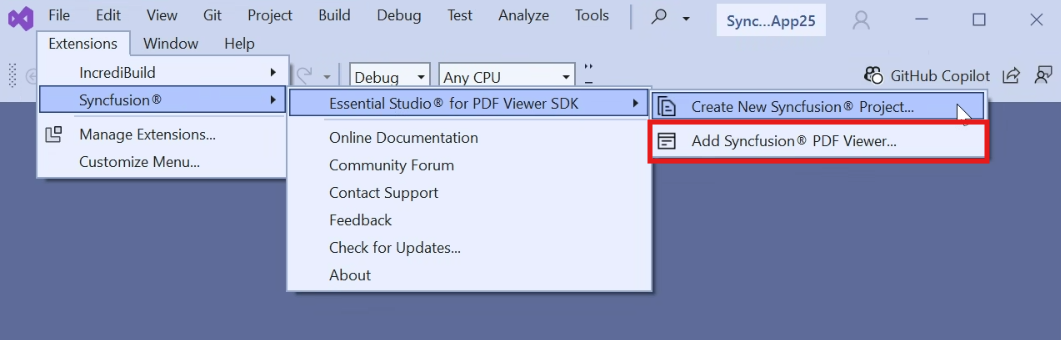 File Edit View Git Project Build Debug Test Analyze Tools Sync...App25
Extensions Window Help
IncrediBuild
Debug Any CPU GitHub Copilot
Syncfusion® Essential Studio® for PDF Viewer SDK Create New Syncfusion® Project...
Manage Extensions... Online Documentation Add Syncfusion® PDF Viewer...
Customize Menu... Community Forum
Contact Support
Feedback
Check for Updates...
About